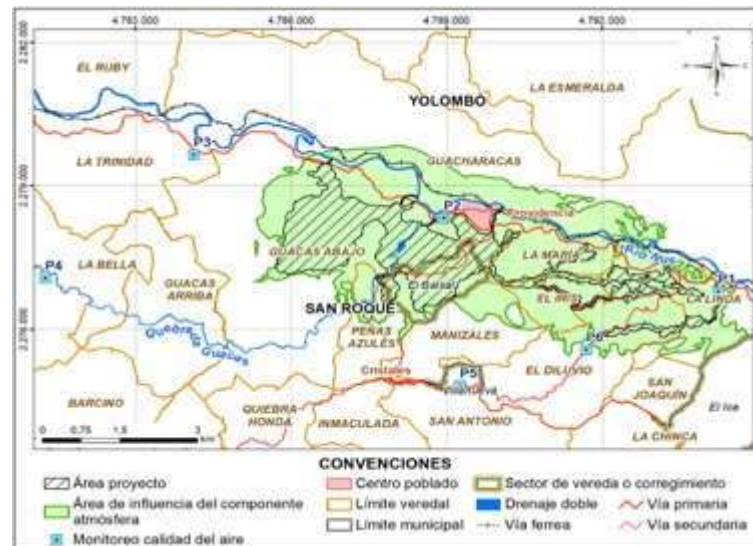 4.783.000 4.786.000 4.789.000 4.792.000
2.282.000
EL RUBY
YOLOMBÓ
LA ESMERALDA
P3
LA TRINIDAD
GUACHARACAS
2.279.000
P2
Providencia
Río Nus
LA BELLA
GUACAS ABAJO
LA MARÍA
P4
GUACAS
ARRIBA
El Balsal
P1
EL IRIS
LA LINDA
SAN ROQUE
2.276.000
Quebrada Guacas
PEÑAS
AZULES
MANIZALES
P6
Cristales
P5
EL DILUVIO
Villanueva
SAN
JOAQUÍN
BARCINO
QUIEBRA
HONDA
INMACULADA
SAN ANTONIO
LA CHINCA
0 0.75 1,5 3
km
CONVENCIONES
Área proyecto
Centro poblado
Sector de vereda o corregimiento
Área de influencia del componente
atmósfera
Límite veredal
Drenaje doble
Vía primaria
Monitoreo calidad del aire
Límite municipal
Vía ferrea
Vía secundaria